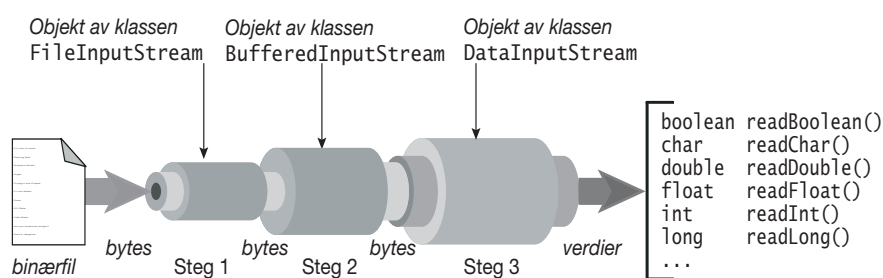 Objekt av klassen
FileInputStream
Objekt av klassen
BufferedInputStream
Objekt av klassen
DataInputStream
binærfil
bytes
Steg 1
bytes
Steg 2
bytes
Steg 3
verdier
boolean readBoolean()
char readChar()
double readDouble()
float readFloat()
int readInt()
long readLong()
...